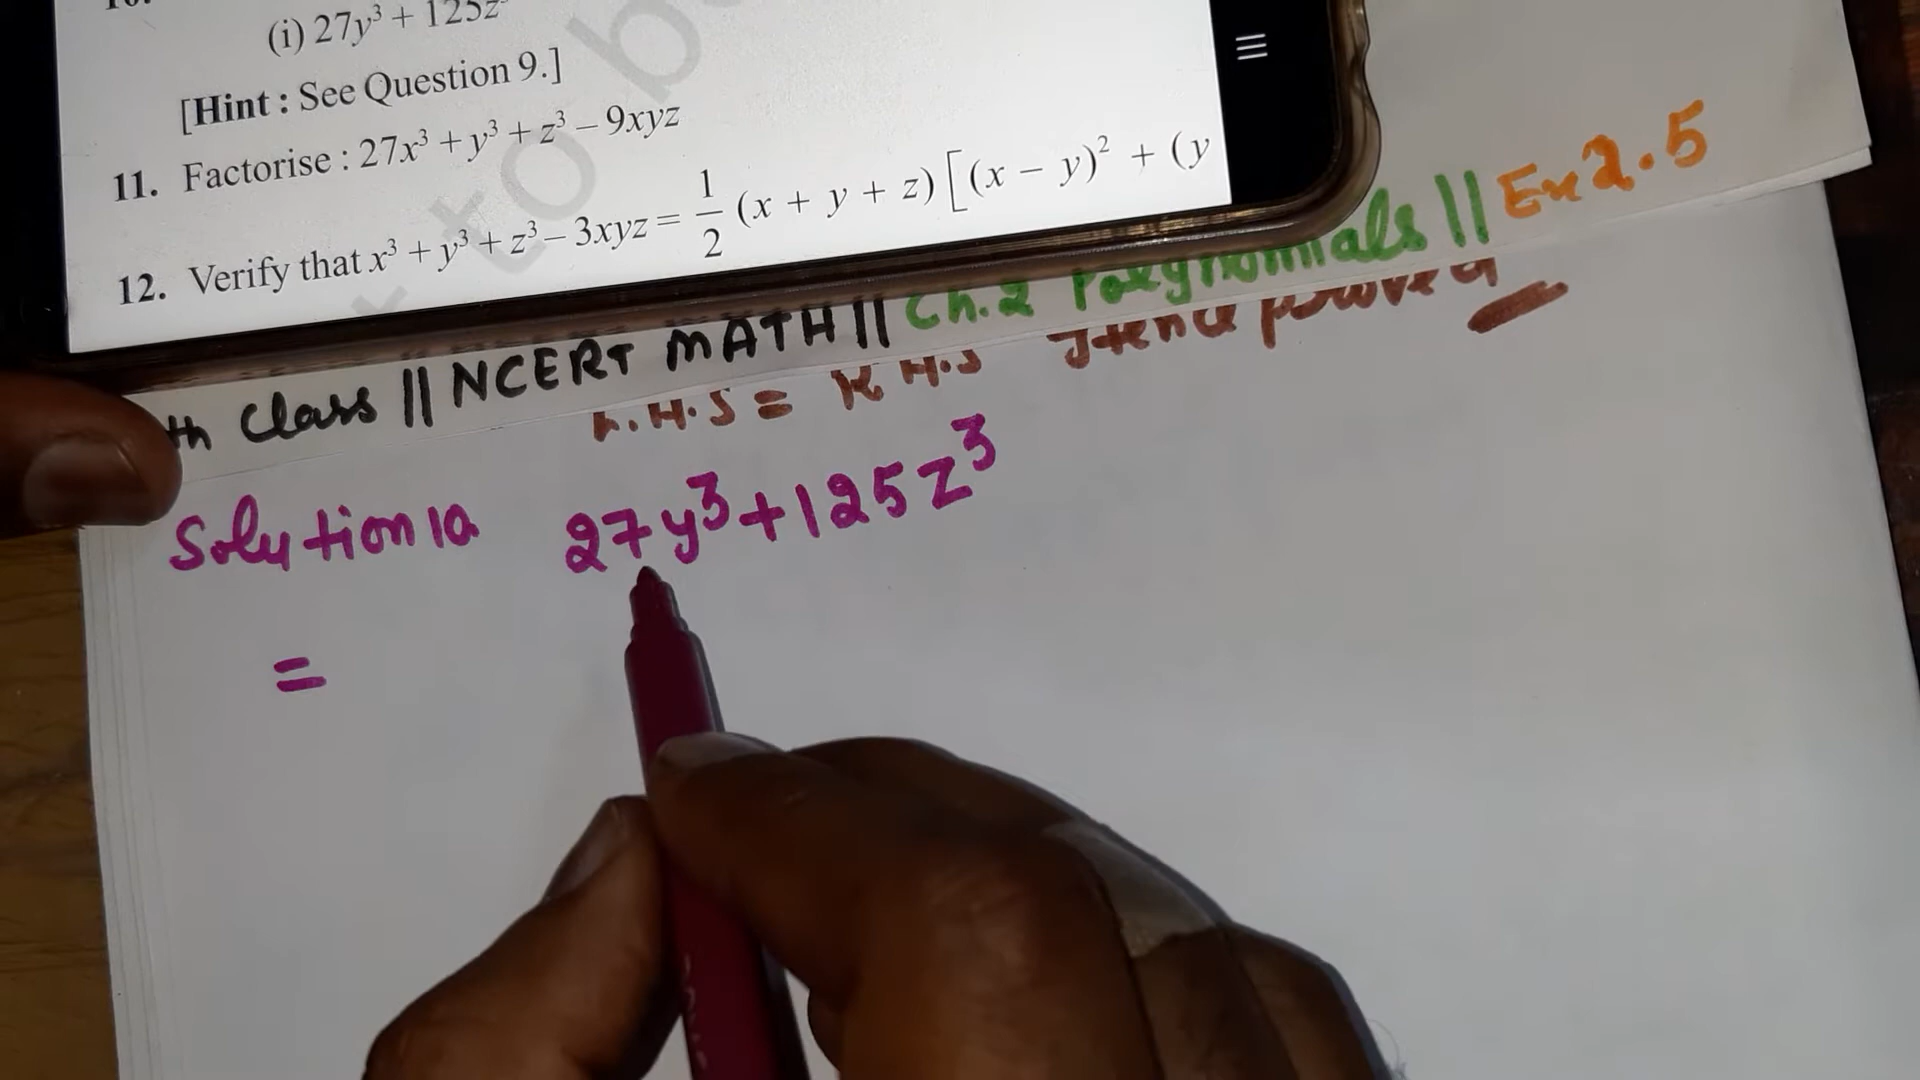 (i) 27y³ + 125z
[Hint : See Question 9.]
11. Factorise : 27x³ + y³ + z³ – 9xyz
12. Verify that x³ + y³ + z³ – 3xyz = 1/2 (x + y + z) [(x – y)² + (y
th Class || NCERT MATH || Ch.2 Polynomials || Ex 2.5
L.H.S = R.H.S Hence proved
Solution 10 27y³+125z³
=